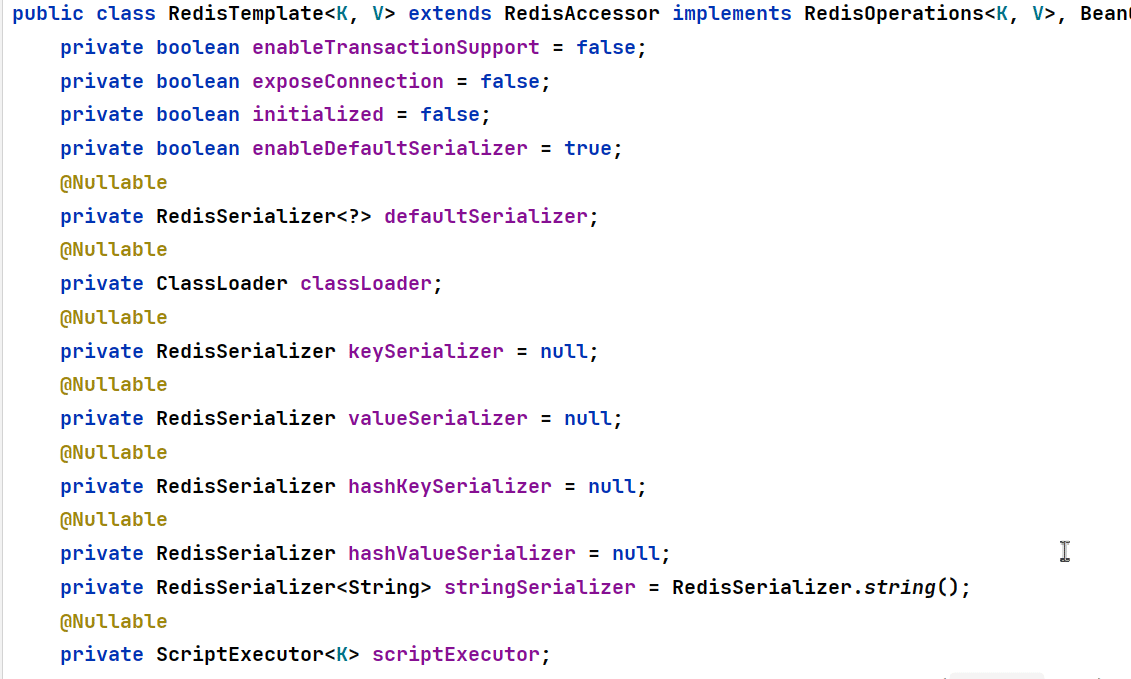 public class RedisTemplate<K, V> extends RedisAccessor implements RedisOperations<K, V>, Bean
private boolean enableTransactionSupport = false;
private boolean exposeConnection = false;
private boolean initialized = false;
private boolean enableDefaultSerializer = true;
@Nullable
private RedisSerializer<?> defaultSerializer;
@Nullable
private ClassLoader classLoader;
@Nullable
private RedisSerializer keySerializer = null;
@Nullable
private RedisSerializer valueSerializer = null;
@Nullable
private RedisSerializer hashKeySerializer = null;
@Nullable
private RedisSerializer hashValueSerializer = null;
private RedisSerializer<String> stringSerializer = RedisSerializer.string();
@Nullable
private ScriptExecutor<K> scriptExecutor;